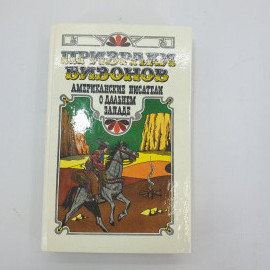 ПРИЗРАКИ
БИЗОНОВ
АМЕРИКАНСКИЕ ПИСАТЕЛИ
О ДАЛЬНЕМ
ЗАПАДЕ